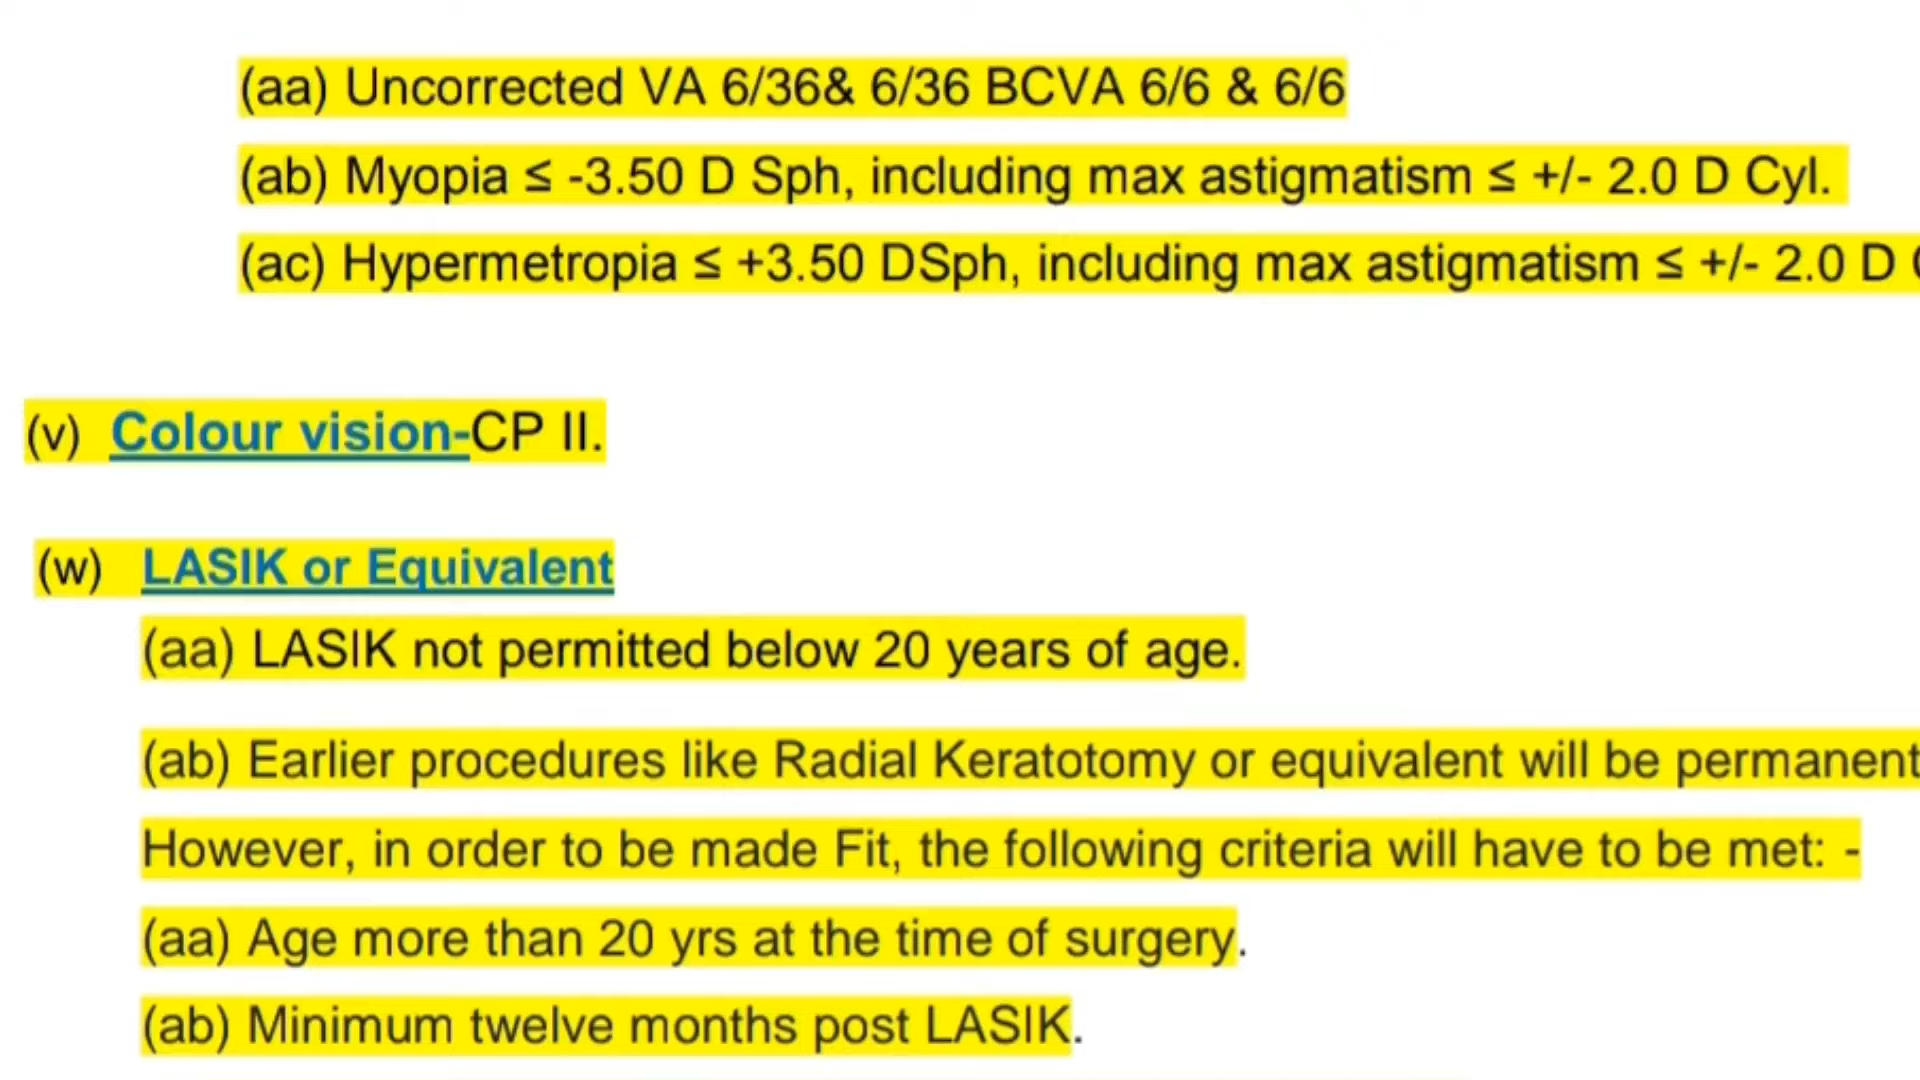 (aa) Uncorrected VA 6/36& 6/36 BCVA 6/6 & 6/6
(ab) Myopia ≤ -3.50 D Sph, including max astigmatism ≤ +/- 2.0 D Cyl.
(ac) Hypermetropia ≤ +3.50 DSph, including max astigmatism ≤ +/- 2.0 D
(v) Colour vision-CP II.
(w) LASIK or Equivalent
(aa) LASIK not permitted below 20 years of age.
(ab) Earlier procedures like Radial Keratotomy or equivalent will be permanent
However, in order to be made Fit, the following criteria will have to be met: -
(aa) Age more than 20 yrs at the time of surgery.
(ab) Minimum twelve months post LASIK.